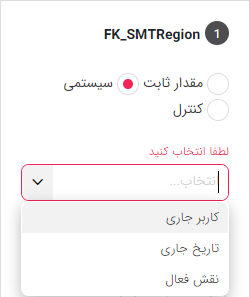 1 FK_SMTRegion
مقدار ثابت سیستمی
کنترل
لطفا انتخاب کنید
انتخاب...
کاربر جاری
تاریخ جاری
نقش فعال